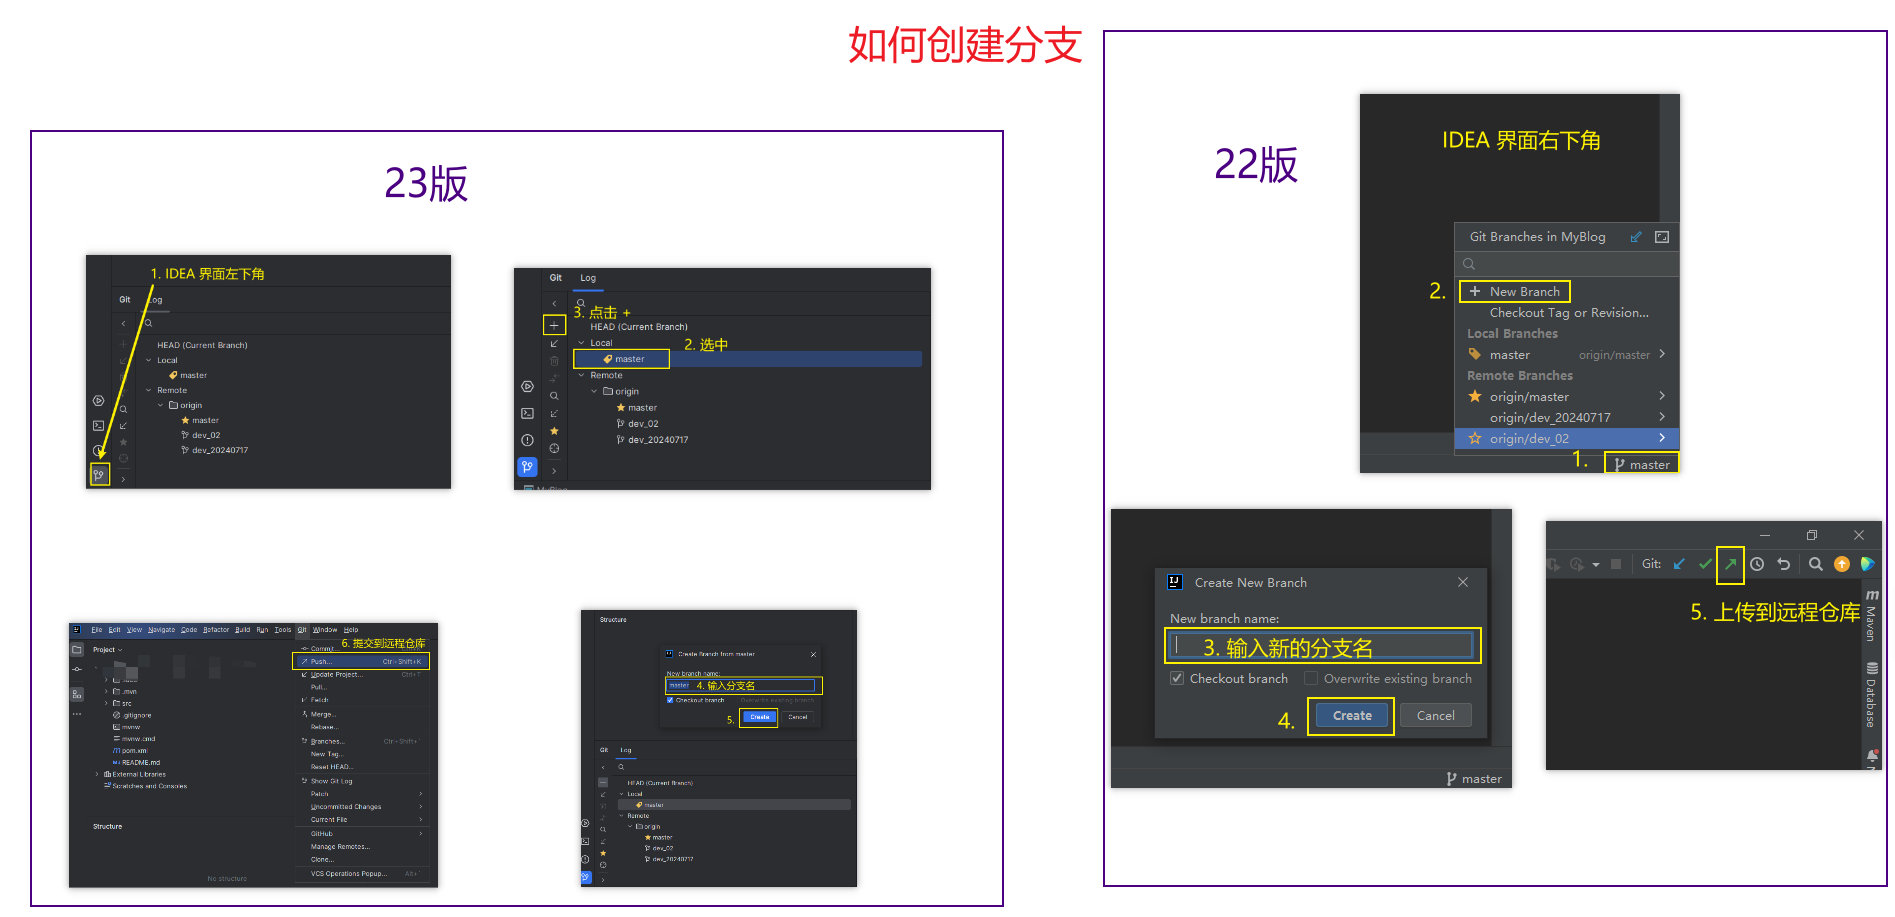 如何创建分支
23版
1. IDEA 界面左下角
Git
Log
HEAD (Current Branch)
Local
master
Remote
origin
master
dev_02
dev_20240717
Git
Log
3. 点击 +
HEAD (Current Branch)
Local
master
2. 选中
Remote
origin
master
dev_02
dev_20240717
MyBlog
File Edit View Navigate Code Refactor Build Run Tools Git Window Help
6. 提交到远程仓库
Project
.mvn
src
.gitignore
mvnw
mvnw.cmd
pom.xml
README.md
External Libraries
Scratches and Consoles
Structure
No structure
Commit...
Push... Ctrl+Shift+K
Update Project... Ctrl+T
Pull...
Fetch
Merge...
Rebase...
Branches... Ctrl+Shift+`
New Tag...
Reset HEAD...
Show Git Log
Patch
Uncommitted Changes
Current File
GitHub
Manage Remotes...
Clone...
VCS Operations Popup... Alt+`
Structure
Create Branch from master
New branch name:
master
4. 输入分支名
Checkout branch
Overwrite existing branch
5.
Create
Cancel
Git
Log
HEAD (Current Branch)
Local
master
Remote
origin
master
dev_02
dev_20240717
22版
IDEA 界面右下角
Git Branches in MyBlog
2.
+ New Branch
Checkout Tag or Revision...
Local Branches
master origin/master
Remote Branches
origin/master
origin/dev_20240717
origin/dev_02
1.
master
Create New Branch
New branch name:
3. 输入新的分支名
Checkout branch
Overwrite existing branch
4.
Create
Cancel
master
Git:
5. 上传到远程仓库
m
Maven
Database